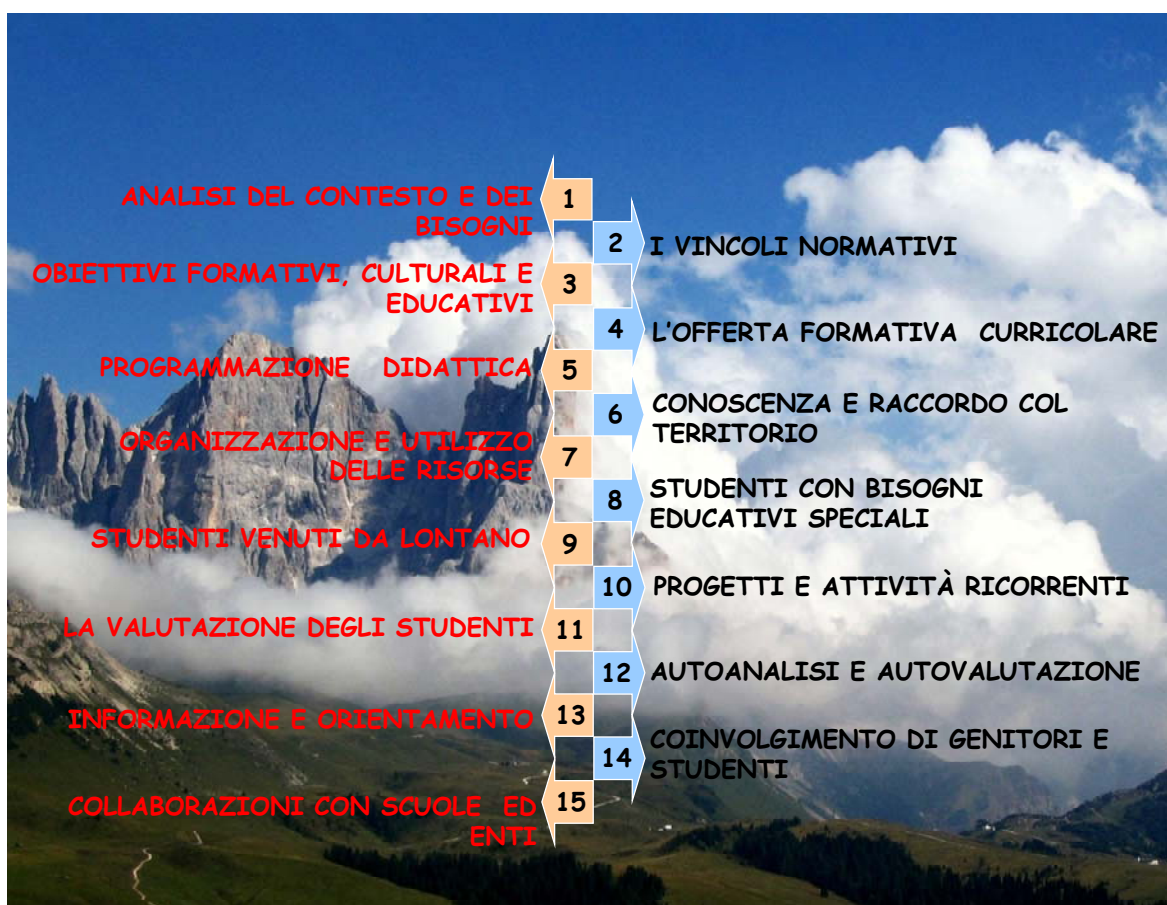 ANALISI DEL CONTESTO E DEI
BISOGNI
1
2
I VINCOLI NORMATIVI
OBIETTIVI FORMATIVI, CULTURALI E
EDUCATIVI
3
4
L'OFFERTA FORMATIVA CURRICOLARE
PROGRAMMAZIONE DIDATTICA
5
6
CONOSCENZA E RACCORDO COL
TERRITORIO
ORGANIZZAZIONE E UTILIZZO
DELLE RISORSE
7
8
STUDENTI CON BISOGNI
EDUCATIVI SPECIALI
STUDENTI VENUTI DA LONTANO
9
10
PROGETTI E ATTIVITÀ RICORRENTI
LA VALUTAZIONE DEGLI STUDENTI
11
12
AUTOANALISI E AUTOVALUTAZIONE
INFORMAZIONE E ORIENTAMENTO
13
14
COINVOLGIMENTO DI GENITORI E
STUDENTI
COLLABORAZIONI CON SCUOLE ED
ENTI
15